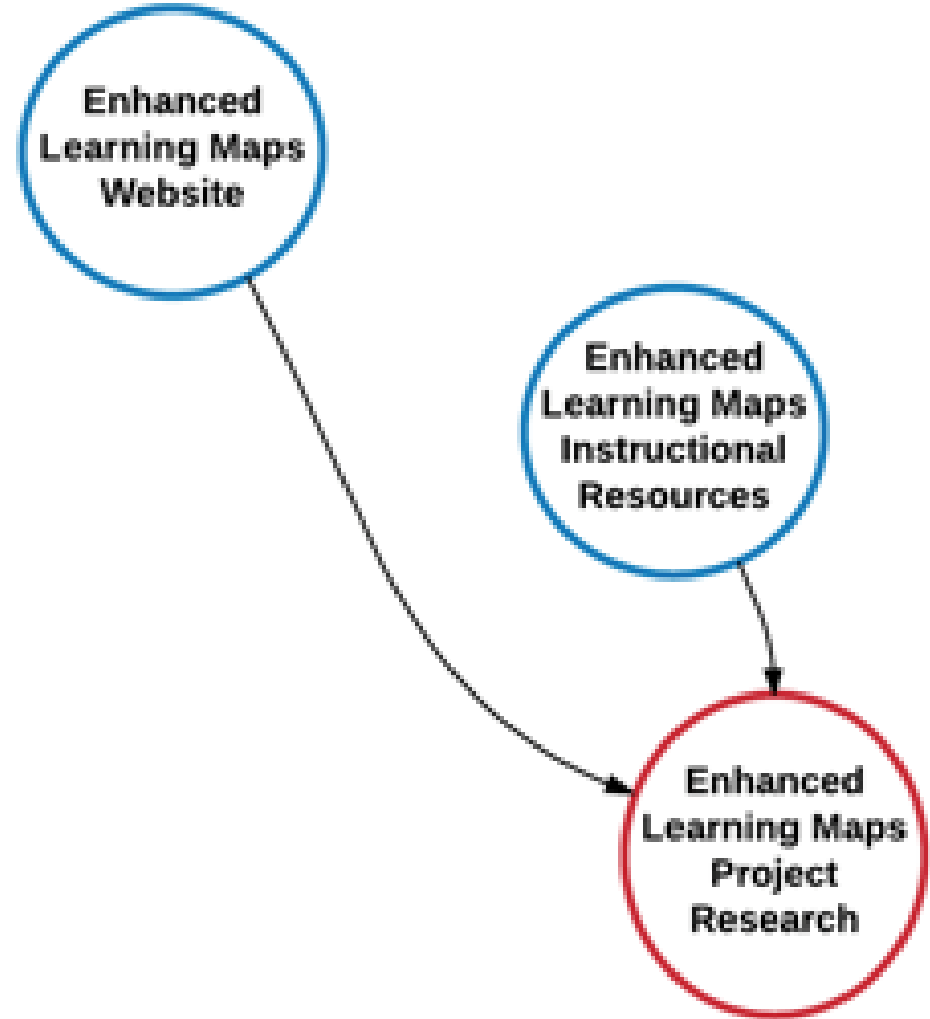 Enhanced
Learning Maps
Website
Enhanced
Learning Maps
Instructional
Resources
Enhanced
Learning Maps
Project
Research